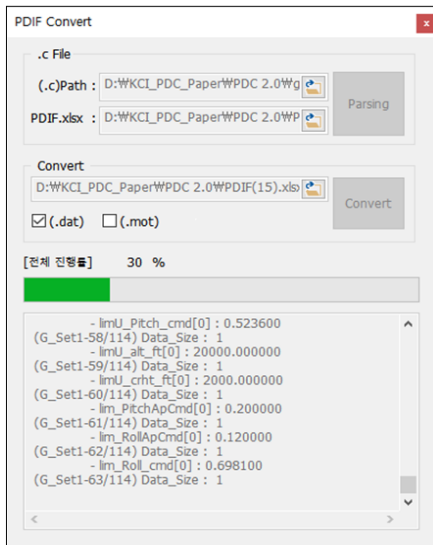 PDIF Convert
x
.c File
(.c)Path : D:₩KCI_PDC_Paper₩PDC 2.0₩g
Parsing
PDIF.xlsx : D:₩KCI_PDC_Paper₩PDC 2.0₩P
Convert
D:₩KCI_PDC_Paper₩PDC 2.0₩PDIF(15).xlsx
Convert
(.dat) (.mot)
[전체 진행률] 30 %
- limU_Pitch_cmd[0] : 0.523600
(G_Set1-58/114) Data_Size : 1
- limU_alt_ft[0] : 20000.000000
(G_Set1-59/114) Data_Size : 1
- limU_crht_ft[0] : 2000.000000
(G_Set1-60/114) Data_Size : 1
- lim_PitchApCmd[0] : 0.200000
(G_Set1-61/114) Data_Size : 1
- lim_RollApCmd[0] : 0.120000
(G_Set1-62/114) Data_Size : 1
- lim_Roll_cmd[0] : 0.698100
(G_Set1-63/114) Data_Size : 1